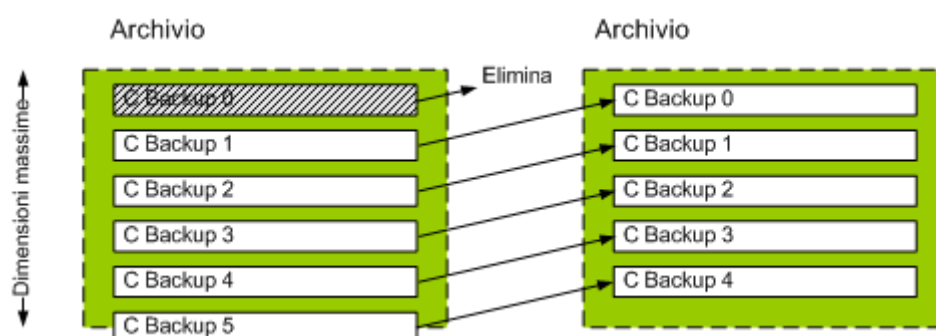 Archivio
Archivio
Dimensioni massime
Elimina
C Backup 0
C Backup 1
C Backup 2
C Backup 3
C Backup 4
C Backup 5
C Backup 0
C Backup 1
C Backup 2
C Backup 3
C Backup 4